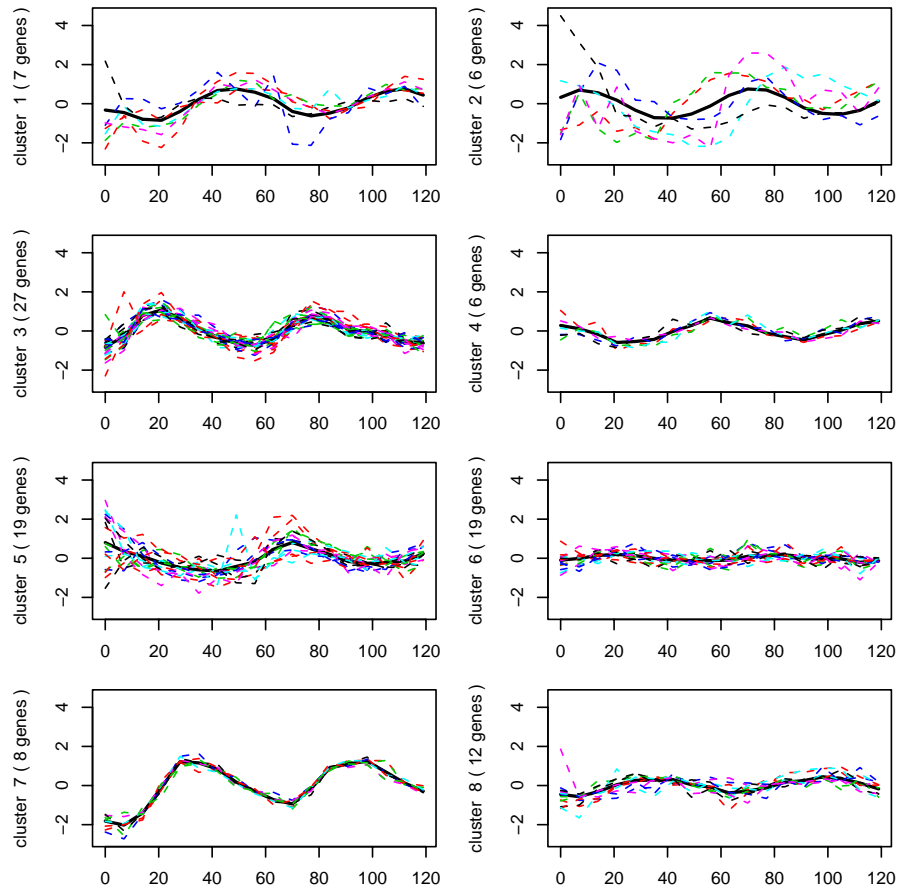 cluster 1 ( 7 genes )
−2 0 2 4
0 20 40 60 80 100 120
cluster 2 ( 6 genes )
−2 0 2 4
0 20 40 60 80 100 120
cluster 3 ( 27 genes )
−2 0 2 4
0 20 40 60 80 100 120
cluster 4 ( 6 genes )
−2 0 2 4
0 20 40 60 80 100 120
cluster 5 ( 19 genes )
−2 0 2 4
0 20 40 60 80 100 120
cluster 6 ( 19 genes )
−2 0 2 4
0 20 40 60 80 100 120
cluster 7 ( 8 genes )
−2 0 2 4
0 20 40 60 80 100 120
cluster 8 ( 12 genes )
−2 0 2 4
0 20 40 60 80 100 120